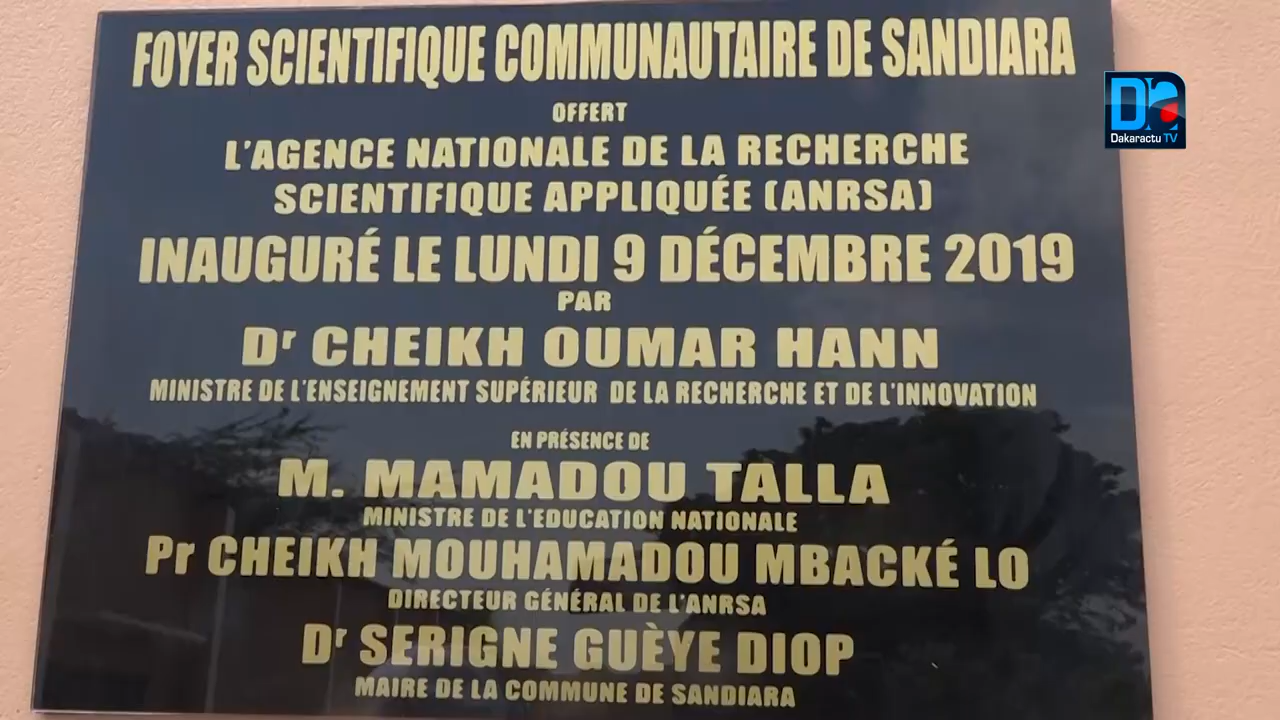 FOYER SCIENTIFIQUE COMMUNAUTAIRE DE SANDIARA
OFFERT
L'AGENCE NATIONALE DE LA RECHERCHE
SCIENTIFIQUE APPLIQUÉE (ANRSA)
INAUGURÉ LE LUNDI 9 DÉCEMBRE 2019
PAR
Dr CHEIKH OUMAR HANN
MINISTRE DE L'ENSEIGNEMENT SUPÉRIEUR DE LA RECHERCHE ET DE L'INNOVATION
EN PRÉSENCE DE
M. MAMADOU TALLA
MINISTRE DE L'EDUCATION NATIONALE
Pr CHEIKH MOUHAMADOU MBACKÉ LO
DIRECTEUR GÉNÉRAL DE L'ANRSA
Dr SERIGNE GUÈYE DIOP
MAIRE DE LA COMMUNE DE SANDIARA
Dakaractu TV